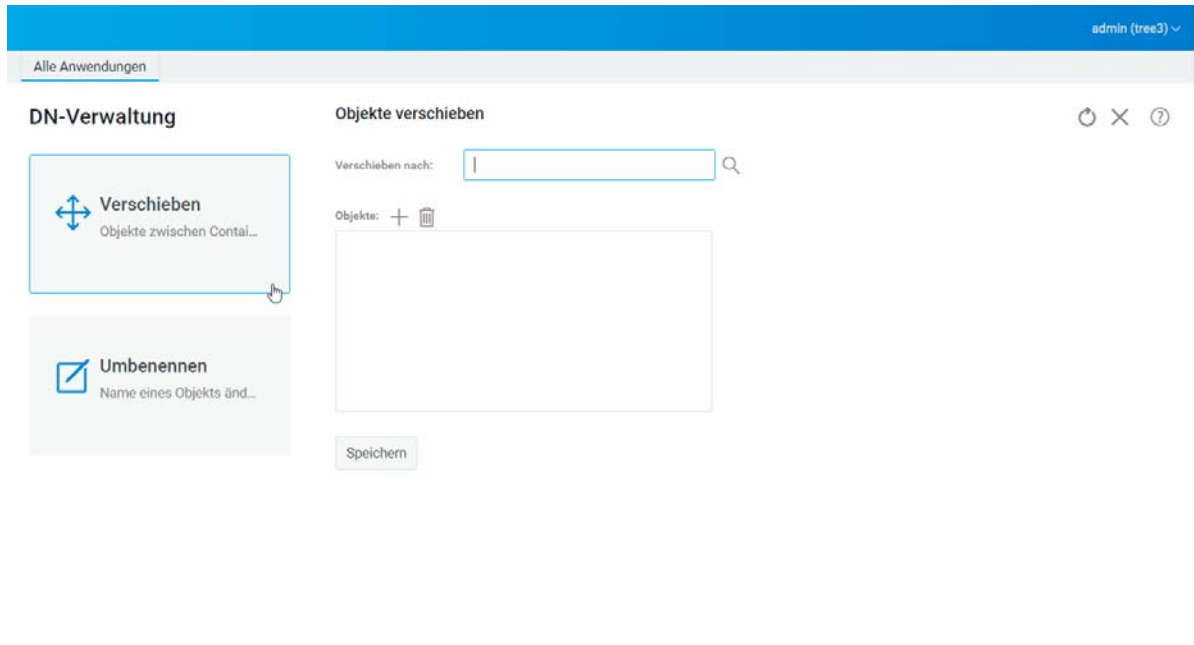 admin (tree3)
Alle Anwendungen
DN-Verwaltung
Objekte verschieben
Verschieben nach:
Verschieben
Objekte zwischen Contai...
Objekte:
Umbenennen
Name eines Objekts änd...
Speichern